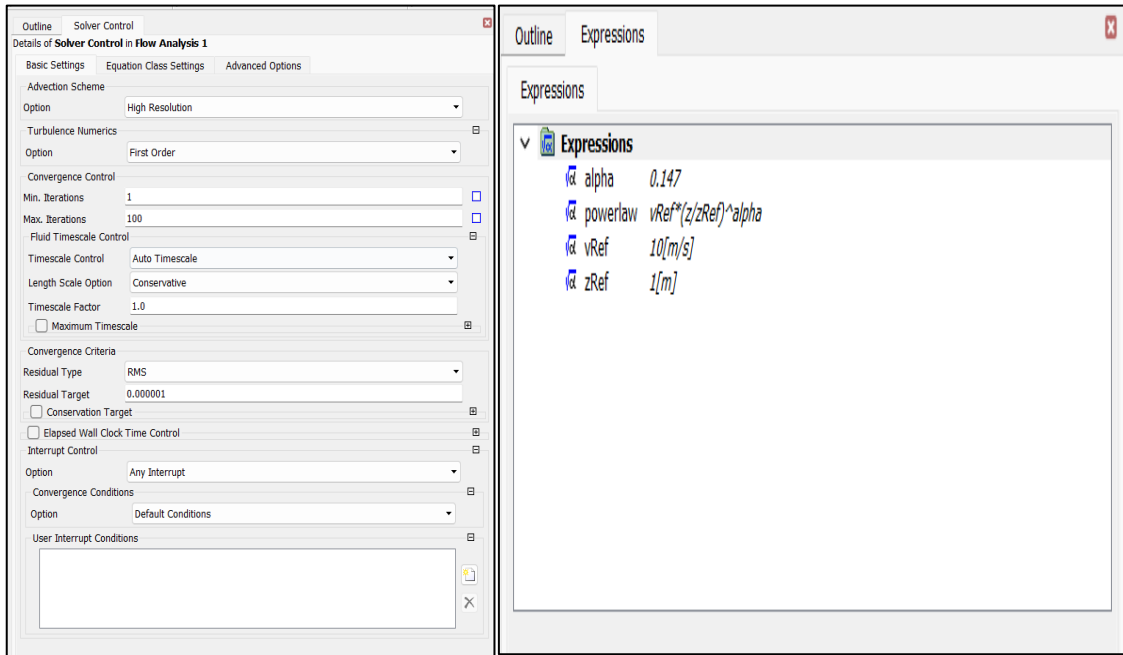 Outline Solver Control
Details of Solver Control in Flow Analysis 1
Basic Settings Equation Class Settings Advanced Options
Advection Scheme
Option High Resolution
Turbulence Numerics
Option First Order
Convergence Control
Min. Iterations 1
Max. Iterations 100
Fluid Timescale Control
Timescale Control Auto Timescale
Length Scale Option Conservative
Timescale Factor 1.0
Maximum Timescale
Convergence Criteria
Residual Type RMS
Residual Target 0.000001
Conservation Target
Elapsed Wall Clock Time Control
Interrupt Control
Option Any Interrupt
Convergence Conditions
Option Default Conditions
User Interrupt Conditions
Outline Expressions
Expressions
Expressions
alpha 0.147
powerlaw vRef*(z/zRef)^alpha
vRef 10[m/s]
zRef 1[m]